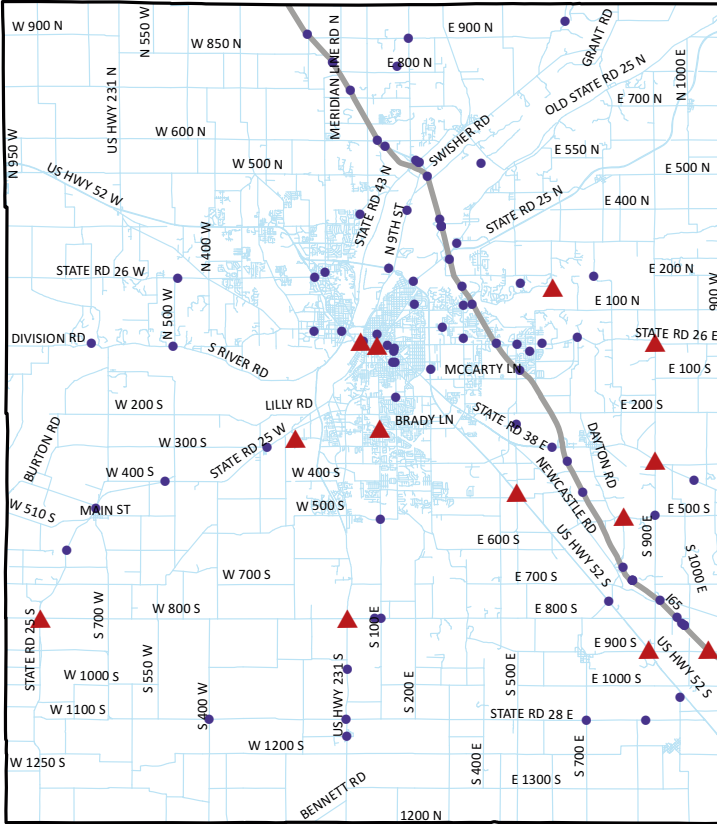 W 900 N
N 550 W
W 850 N
MERIDIAN LINE RD N
E 900 N
GRANT RD
E 800 N
OLD STATE RD 25 N
N 1000 E
US HWY 231 N
E 700 N
W 600 N
SWISHER RD
N 950 W
W 500 N
E 550 N
E 500 N
US HWY 52 W
STATE RD 43 N
N 9TH ST
STATE RD 25 N
E 400 N
N 400 W
STATE RD 26 W
E 200 N
900 W
E 100 N
N 500 W
DIVISION RD
S RIVER RD
STATE RD 26 E
MCCARTY LN
E 100 S
W 200 S
LILLY RD
BRADY LN
E 200 S
BURTON RD
W 300 S
STATE RD 25 W
STATE RD 38 E
DAYTON RD
W 400 S
W 400 S
NEWCASTLE RD
W 510 S
MAIN ST
W 500 S
E 500 S
E 600 S
US HWY 52 S
S 900 E
S 1000 E
W 700 S
E 700 S
I65
STATE RD 25 S
S 700 W
W 800 S
S 100 E
E 800 S
E 900 S
US HWY 52 S
W 1000 S
S 550 W
S 400 W
US HWY 231 S
S 200 E
S 500 E
E 1000 S
W 1100 S
STATE RD 28 E
W 1200 S
S 400 E
S 700 E
W 1250 S
BENNETT RD
E 1300 S
1200 N